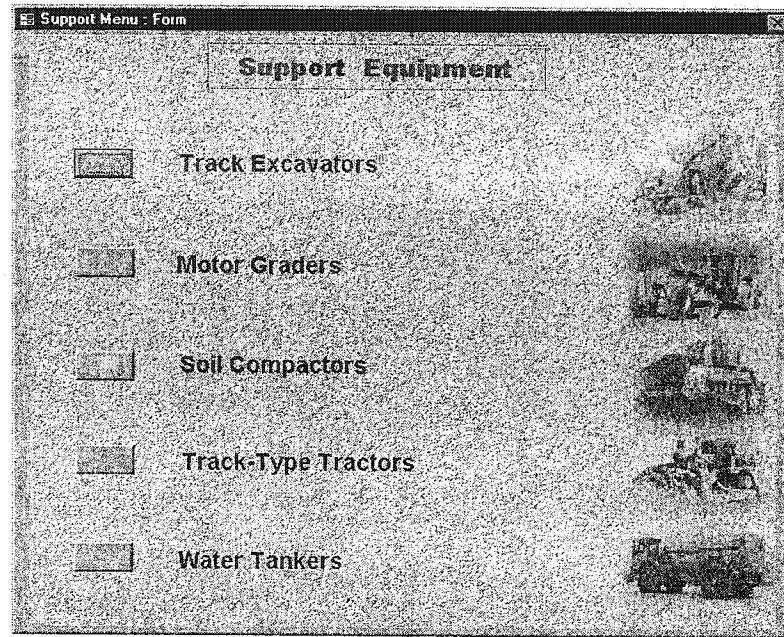 Support Menu : Form
Support Equipment
Track Excavators
Motor Graders
Soil Compactors
Track-Type Tractors
Water Tankers